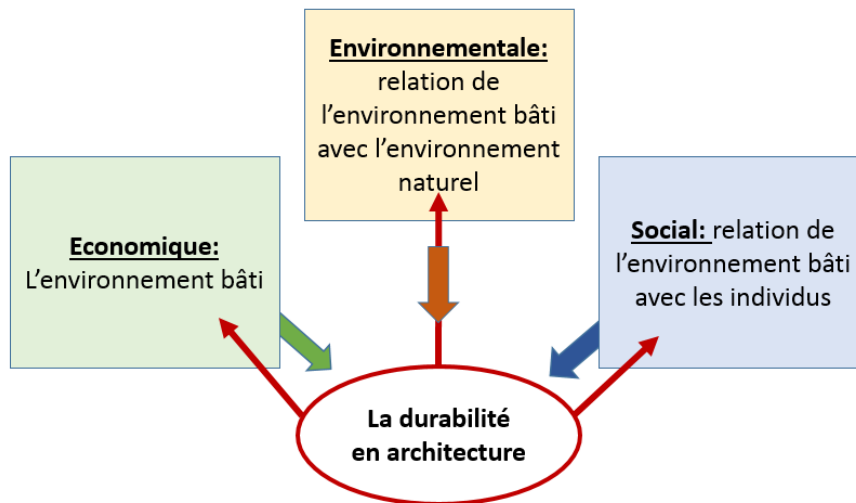 Environnementale:
relation de
l’environnement bâti
avec l’environnement
naturel
Economique:
L’environnement bâti
Social: relation de
l’environnement bâti
avec les individus
La durabilité
en architecture